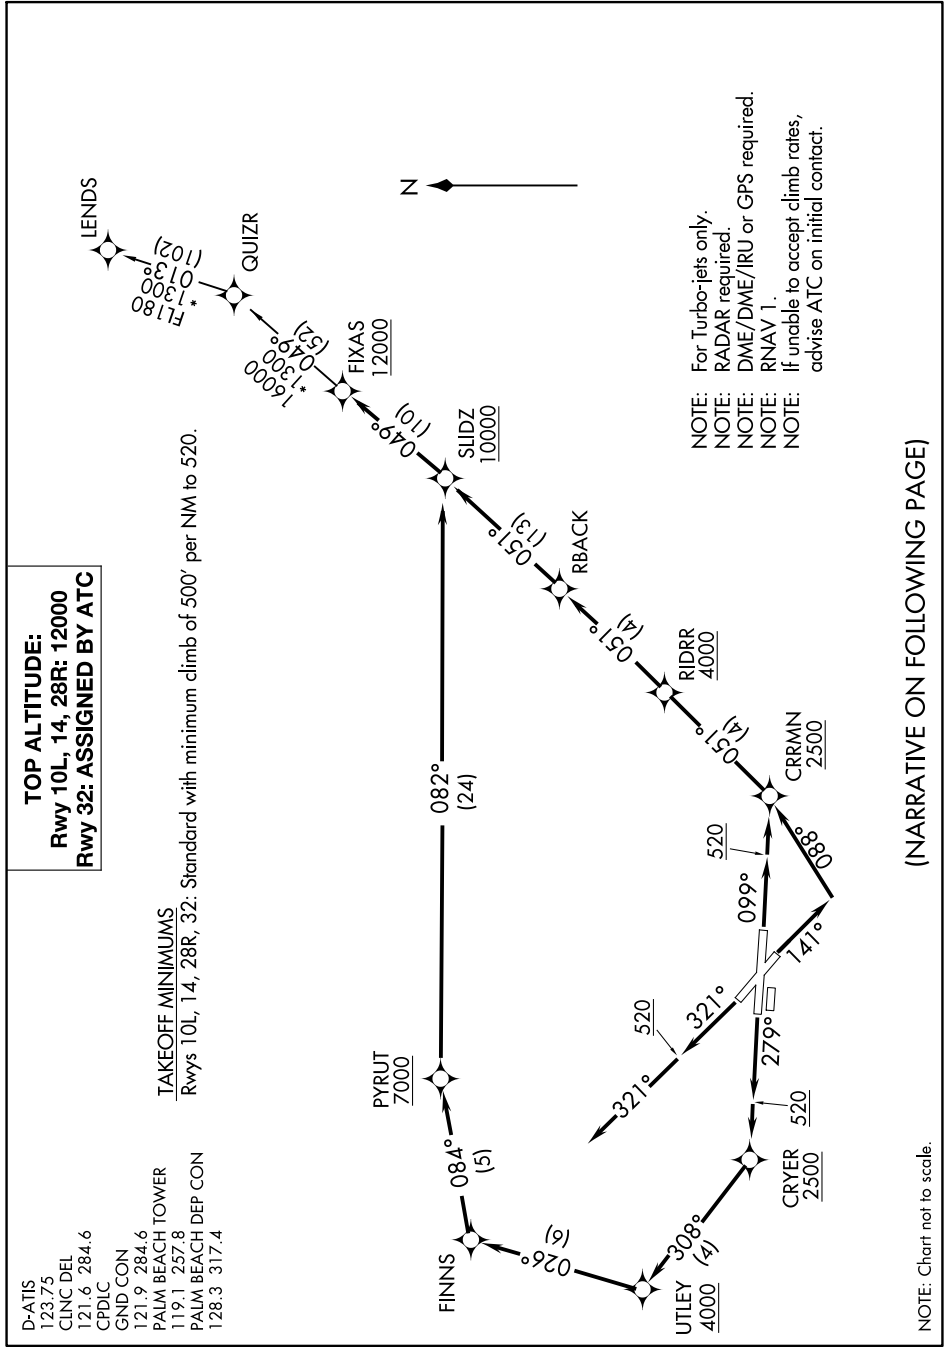 TOP ALTITUDE:
Rwy 10L, 14, 28R: 12000
Rwy 32: ASSIGNED BY ATC
D-ATIS
123.75
CLNC DEL
121.6 284.6
CPDLC
GND CON
121.9 284.6
PALM BEACH TOWER
119.1 257.8
PALM BEACH DEP CON
128.3 317.4
TAKEOFF MINIMUMS
Rwys 10L, 14, 28R, 32: Standard with minimum climb of 500' per NM to 520.
LENDS
FL180
*1300
013°
(102)
QUIZR
16000
*1300
049°
(52)
FIXAS
12000
049°
(10)
SLIDZ
10000
N
FINNS
084°
(5)
PYRUT
7000
082°
(24)
051°
(13)
RBACK
051°
(4)
RIDRR
4000
051°
(4)
CRRMN
2500
026°
(6)
UTLEY
4000
308°
(4)
CRYER
2500
321°
520
321°
279°
520
099°
520
141°
088°
NOTE: For Turbo-jets only.
NOTE: RADAR required.
NOTE: DME/DME/IRU or GPS required.
NOTE: RNAV 1.
NOTE: If unable to accept climb rates,
advise ATC on initial contact.
(NARRATIVE ON FOLLOWING PAGE)
NOTE: Chart not to scale.